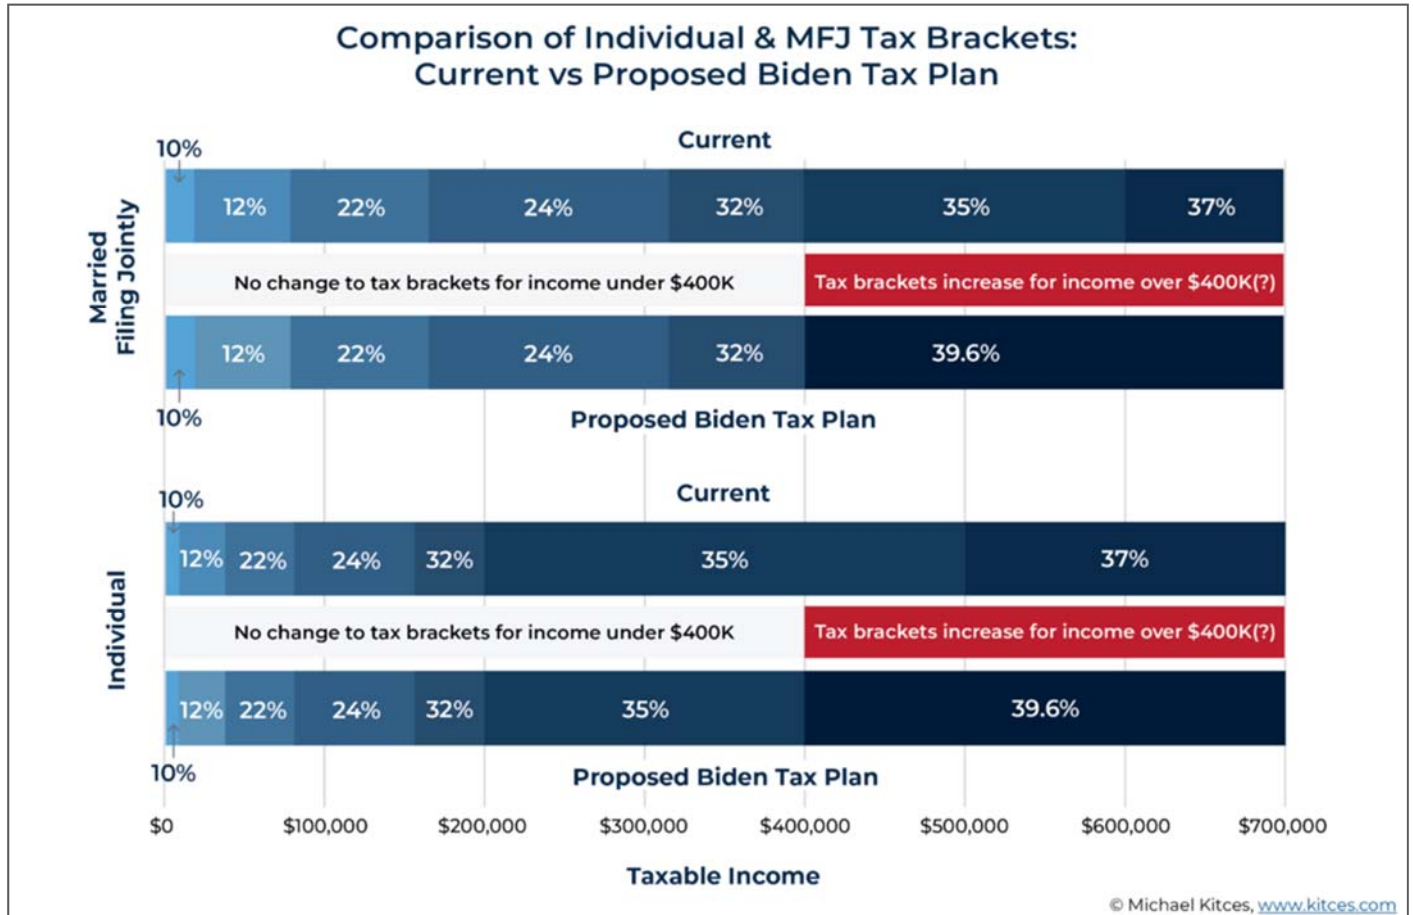 Comparison of Individual & MFJ Tax Brackets:
Current vs Proposed Biden Tax Plan
Married
Filing Jointly
Current
10%
12% 22% 24% 32% 35% 37%
No change to tax brackets for income under $400K
Tax brackets increase for income over $400K(?)
12% 22% 24% 32% 39.6%
10%
Proposed Biden Tax Plan
Individual
Current
10%
12% 22% 24% 32% 35% 37%
No change to tax brackets for income under $400K
Tax brackets increase for income over $400K(?)
12% 22% 24% 32% 35% 39.6%
10%
Proposed Biden Tax Plan
$0 $100,000 $200,000 $300,000 $400,000 $500,000 $600,000 $700,000
Taxable Income
© Michael Kitces, www.kitces.com